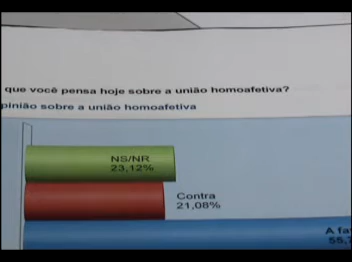 que você pensa hoje sobre a união homoafetiva?
pinião sobre a união homoafetiva
NS/NR
23,12%
Contra
21,08%
A fa
55,7